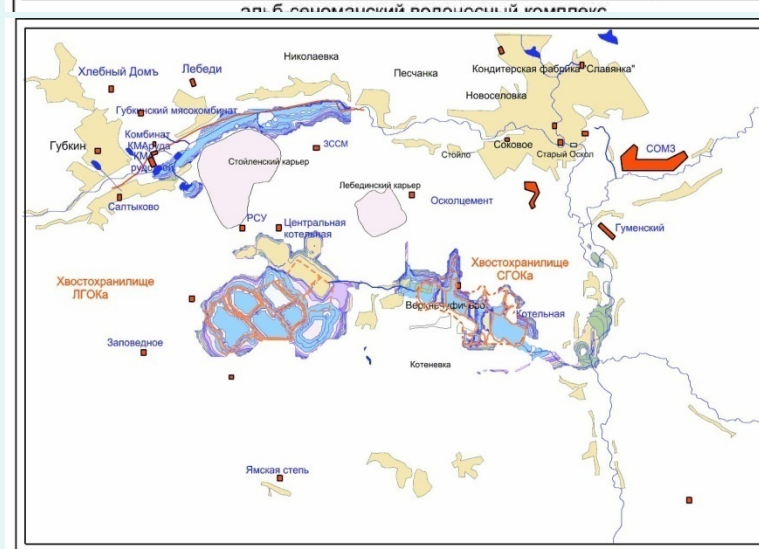 альб-сеноманский водоносный комплекс
Николаевка
Хлебный Домъ
Лебеди
Песчанка
Кондитерская фабрика "Славянка"
Новоселовка
Губкинский мясокомбинат
Губкин
Комбинат
КМАруда
Стойленский карьер
ЗССМ
Стойло
Соковое
Старый Оскол
СОМЗ
Салтыково
Лебединский карьер
Осколцемент
РСУ
Центральная
котельная
Гуменский
Хвостохранилище
ЛГОКа
Хвостохранилище
СГОКа
Котельная
Заповедное
Котеневка
Ямская степь